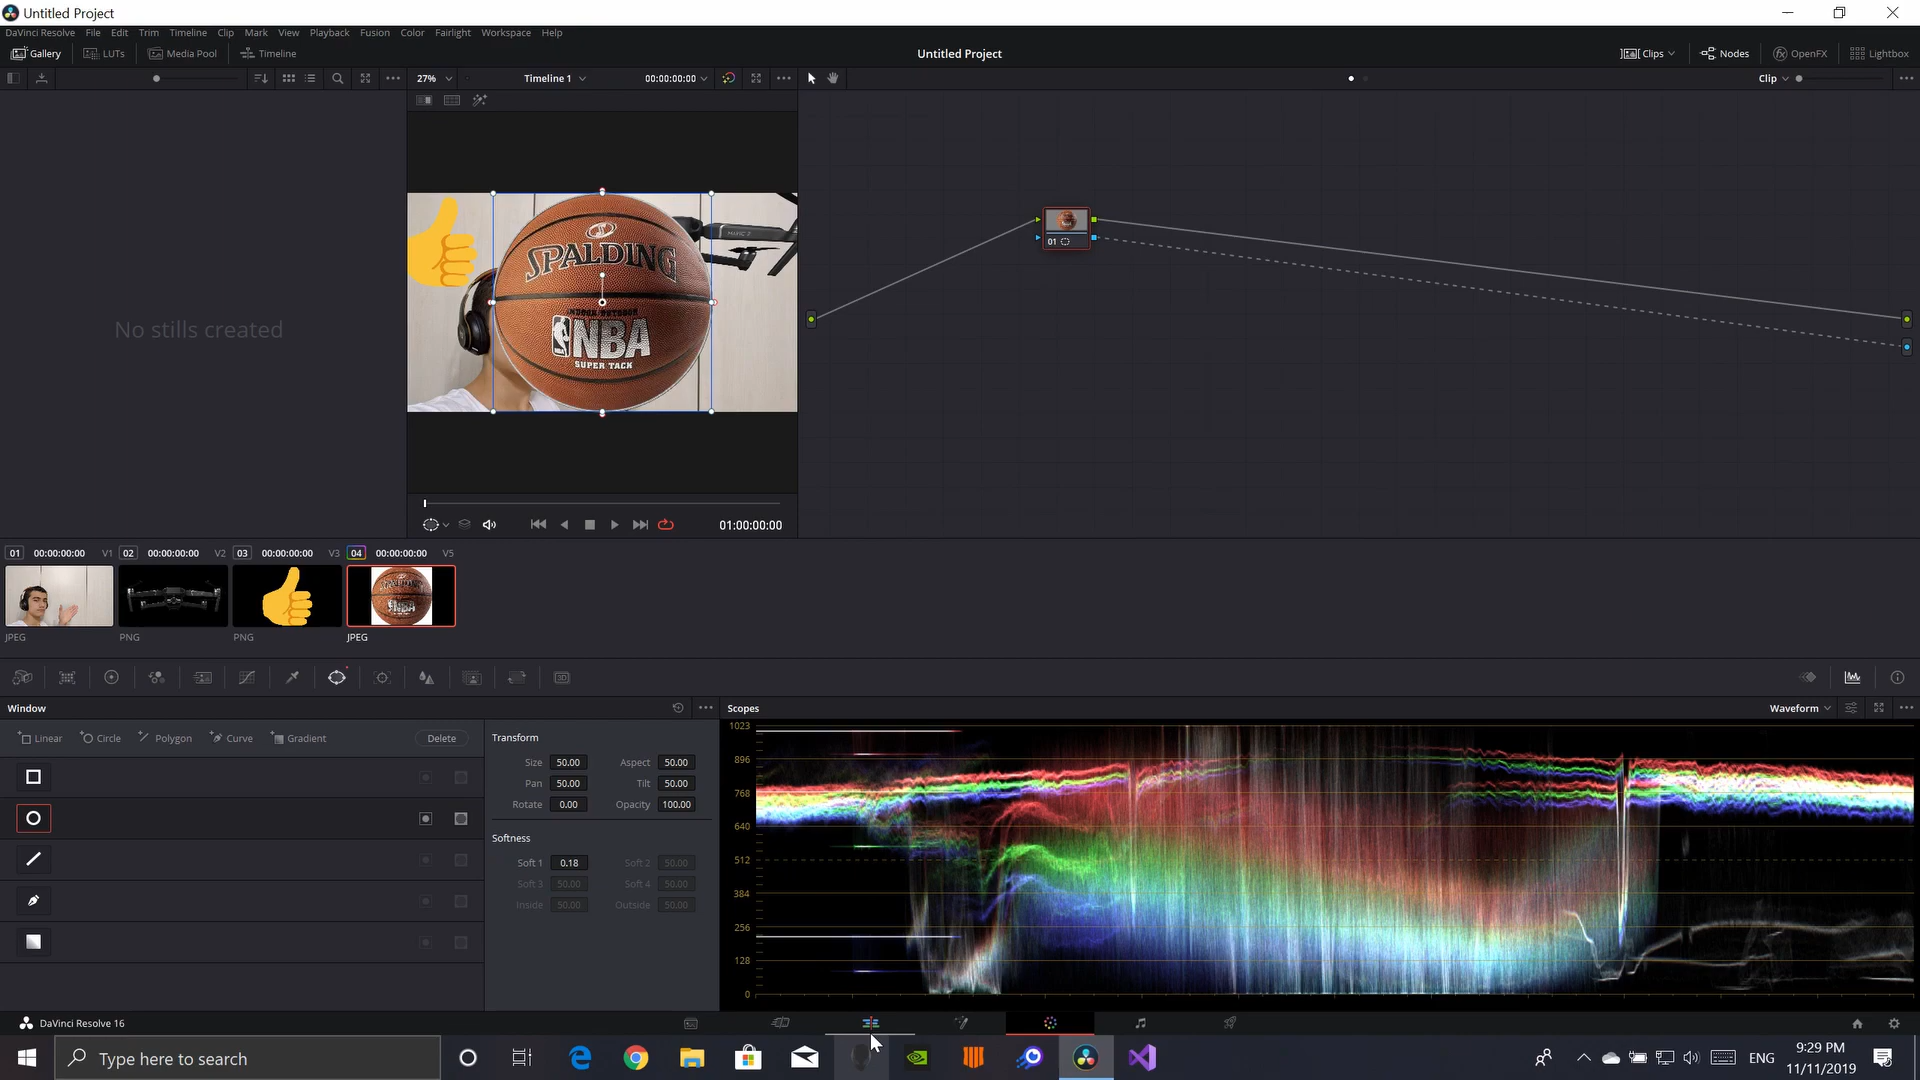 Untitled Project
DaVinci Resolve File Edit Trim Timeline Clip Mark View Playback Fusion Color Fairlight Workspace Help
Gallery LUTs Media Pool Timeline Untitled Project Clips Nodes OpenFX Lightbox
27% Timeline 1 00:00:00:00 Clip
SPALDING
INDOOR/OUTDOOR
NBA
SUPER TACK
01
No stills created
01:00:00:00
01 00:00:00:00 V1 02 00:00:00:00 V2 03 00:00:00:00 V3 04 00:00:00:00 V5
JPEG PNG PNG JPEG
Window Scopes Waveform
Linear Circle Polygon Curve Gradient Delete
Transform
Size 50.00 Aspect 50.00
Pan 50.00 Tilt 50.00
Rotate 0.00 Opacity 100.00
Softness
Soft 1 0.18 Soft 2 50.00
Soft 3 50.00 Soft 4 50.00
Inside 50.00 Outside 50.00
1023
896
768
640
512
384
256
128
0
DaVinci Resolve 16
Type here to search
ENG
9:29 PM
11/11/2019